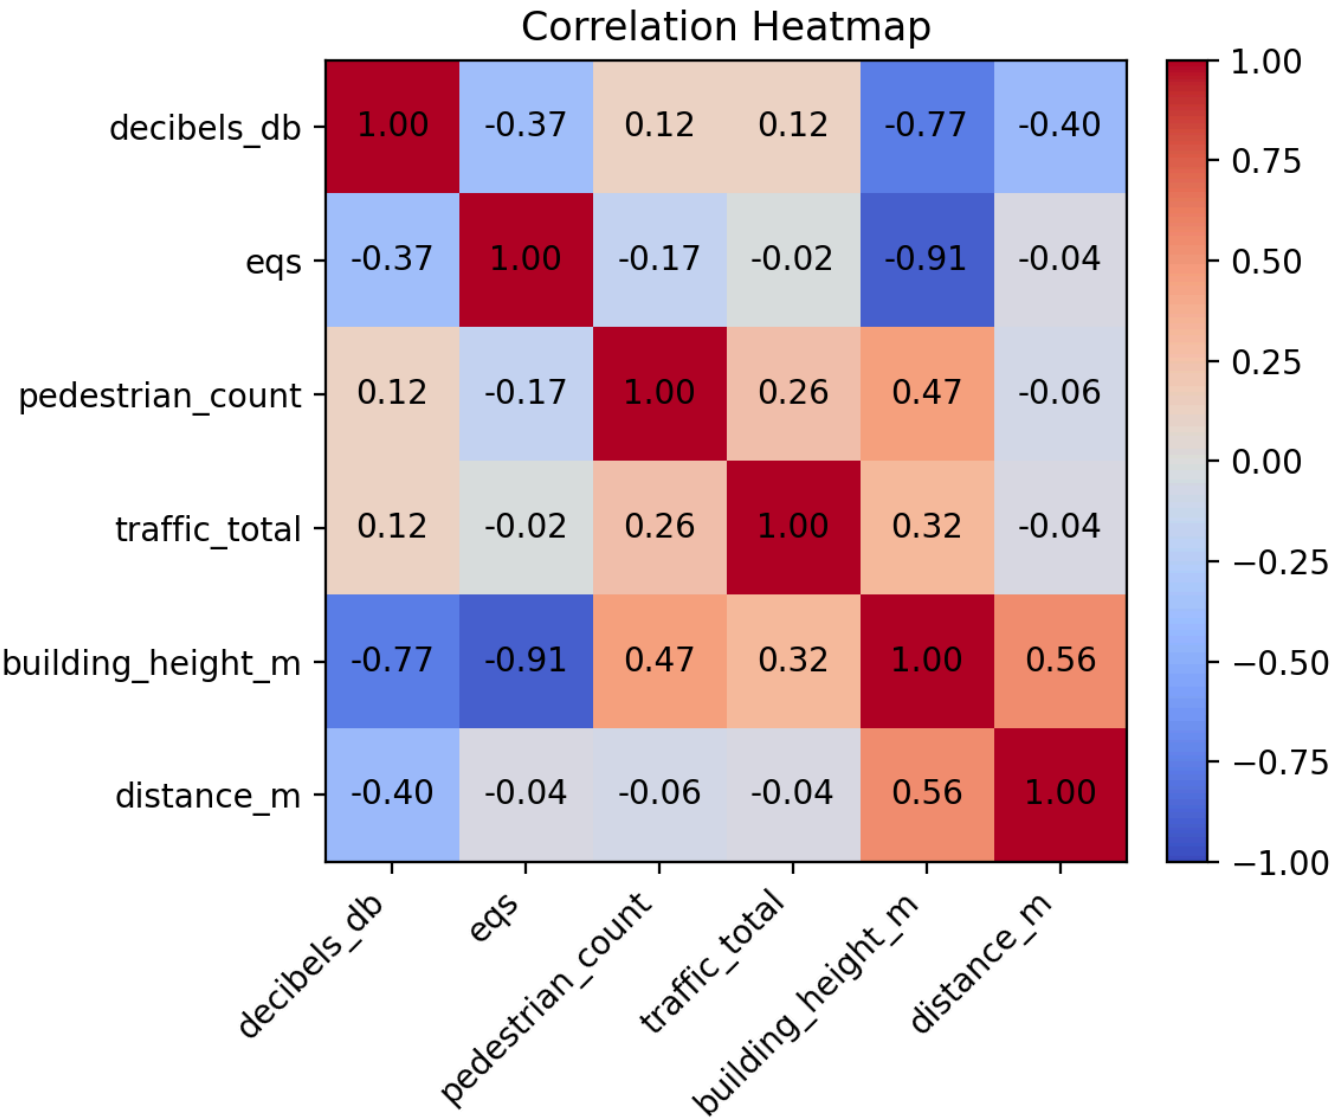 Correlation Heatmap
decibels_db 1.00 -0.37 0.12 0.12 -0.77 -0.40
eqs -0.37 1.00 -0.17 -0.02 -0.91 -0.04
pedestrian_count 0.12 -0.17 1.00 0.26 0.47 -0.06
traffic_total 0.12 -0.02 0.26 1.00 0.32 -0.04
building_height_m -0.77 -0.91 0.47 0.32 1.00 0.56
distance_m -0.40 -0.04 -0.06 -0.04 0.56 1.00
decibels_db
eqs
pedestrian_count
traffic_total
building_height_m
distance_m
1.00
0.75
0.50
0.25
0.00
−0.25
−0.50
−0.75
−1.00